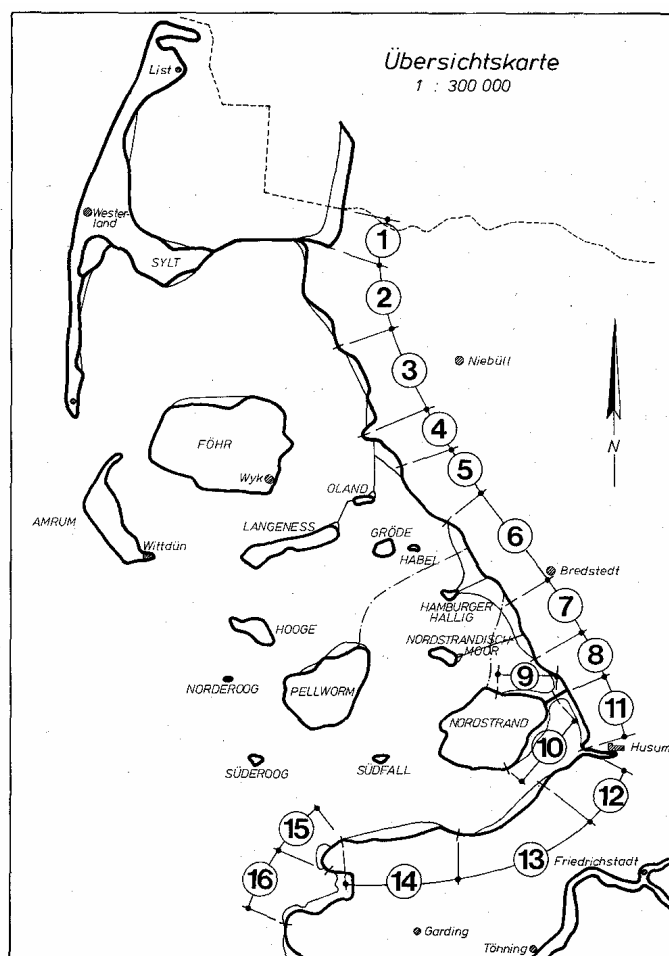 Übersichtskarte
1 : 300 000
List
Wester-
land
SYLT
1
2
3
Niebüll
4
5
FÖHR
Wyk
N
OLAND
AMRUM
Wittdün
LANGENESS
GRÖDE
HABEL
6
Bredstedt
HAMBURGER
HALLIG
7
HOOGE
NORDSTRANDISCH
MOOR
8
9
NORDEROOG
PELLWORM
NORDSTRAND
10
11
Husum
SÜDEROOG
SÜDFALL
12
15
16
13
14
Friedrichstadt
Garding
Tönning